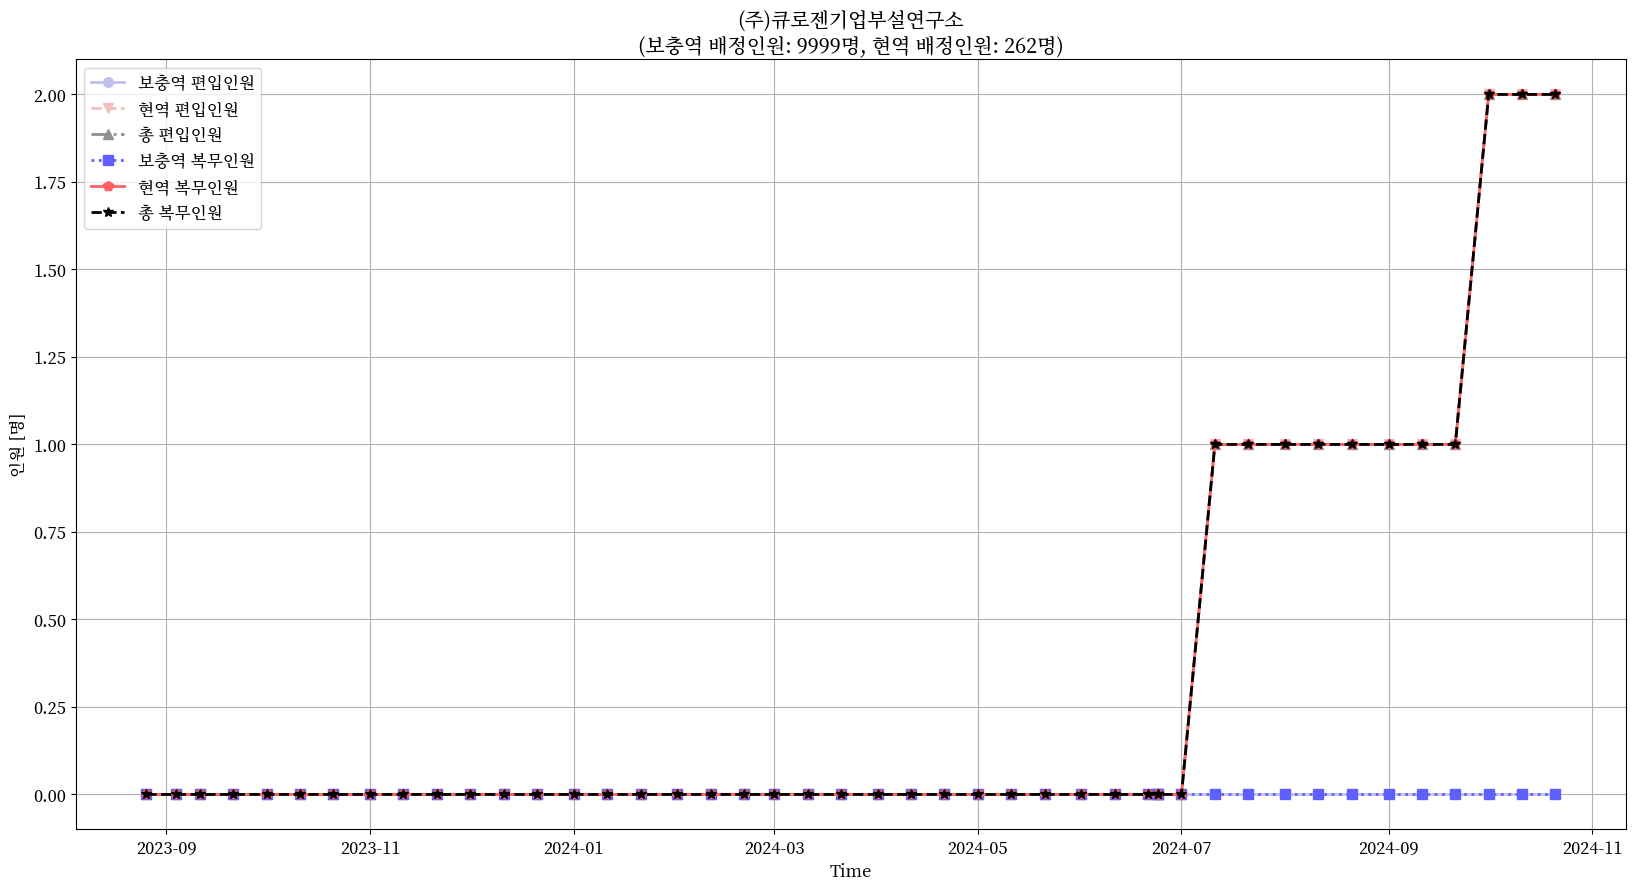 (주)큐로젠기업부설연구소
(보충역 배정인원: 9999명, 현역 배정인원: 262명)
보충역 편입인원
현역 편입인원
총 편입인원
보충역 복무인원
현역 복무인원
총 복무인원
2.00
1.75
1.50
1.25
1.00
0.75
0.50
0.25
0.00
인원 [명]
2023-09
2023-11
2024-01
2024-03
2024-05
2024-07
2024-09
2024-11
Time